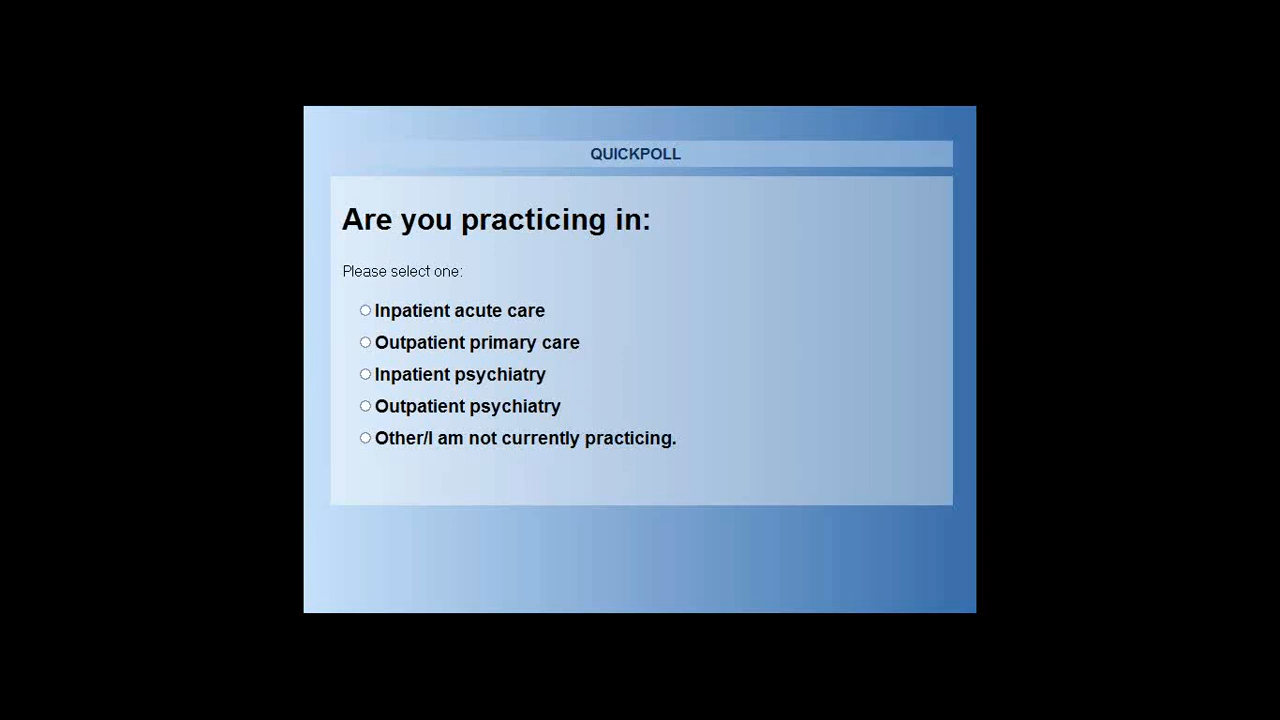 QUICKPOLL
Are you practicing in:
Please select one:
Inpatient acute care
Outpatient primary care
Inpatient psychiatry
Outpatient psychiatry
Other/I am not currently practicing.